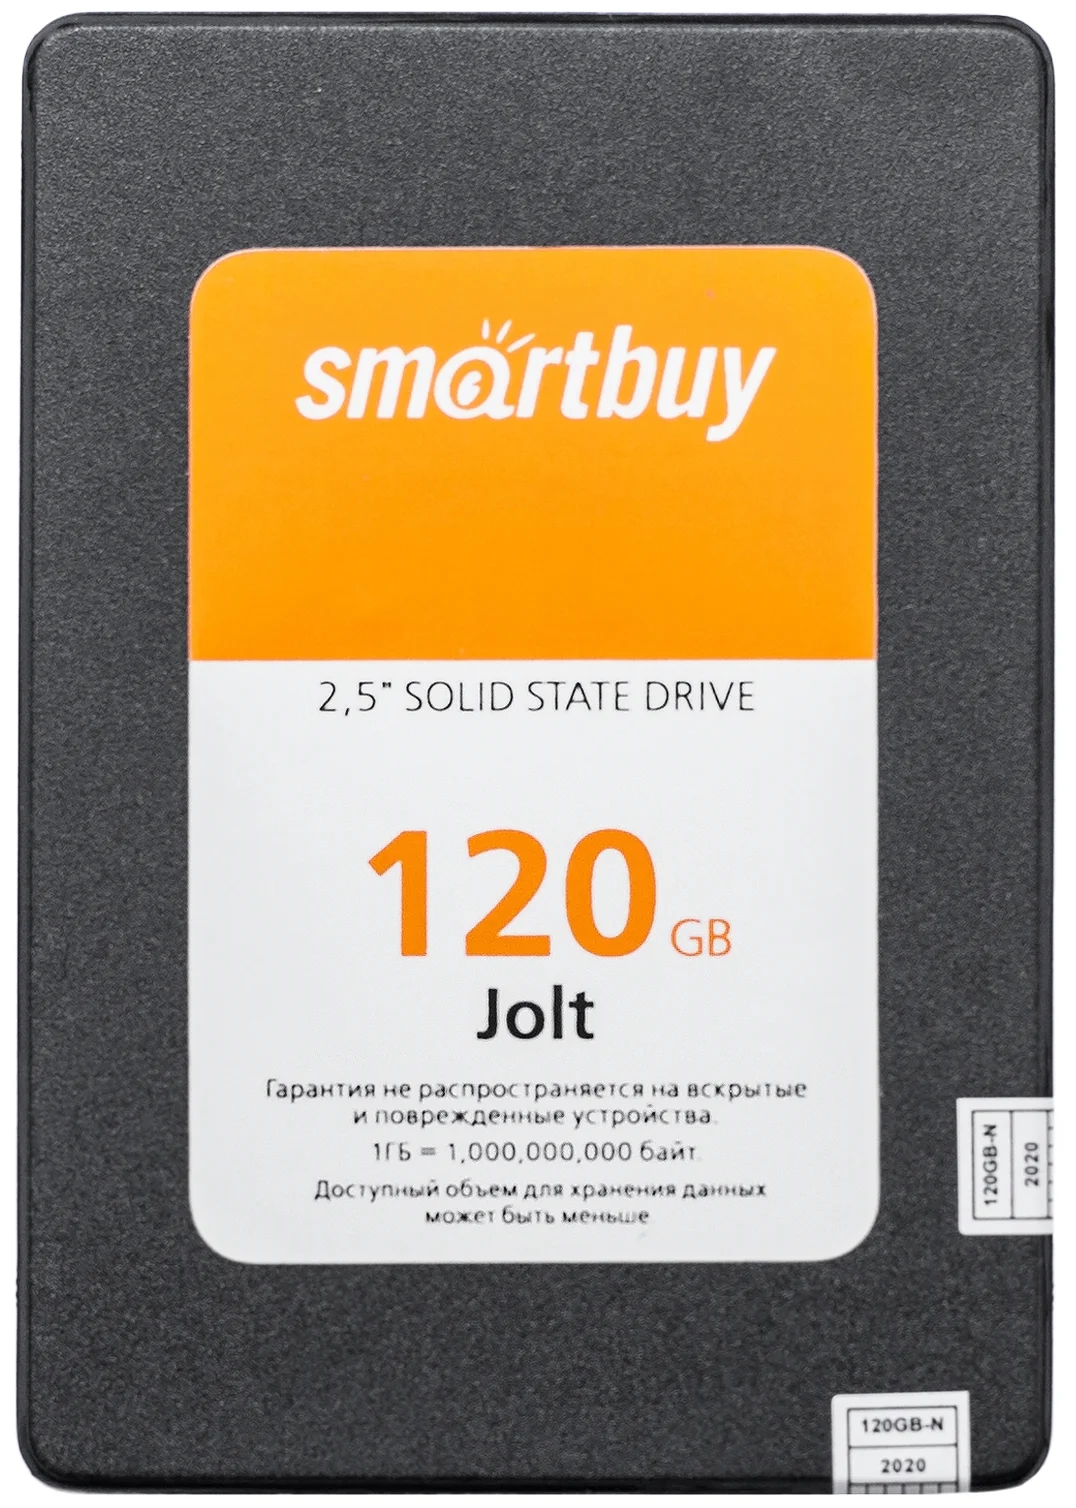 smartbuy
2,5" SOLID STATE DRIVE
120 GB
Jolt
Гарантия не распространяется на вскрытые
и поврежденные устройства.
1ГБ = 1,000,000,000 байт.
Доступный объем для хранения данных
может быть меньше
120GB-N
2020
120GB-N
2020